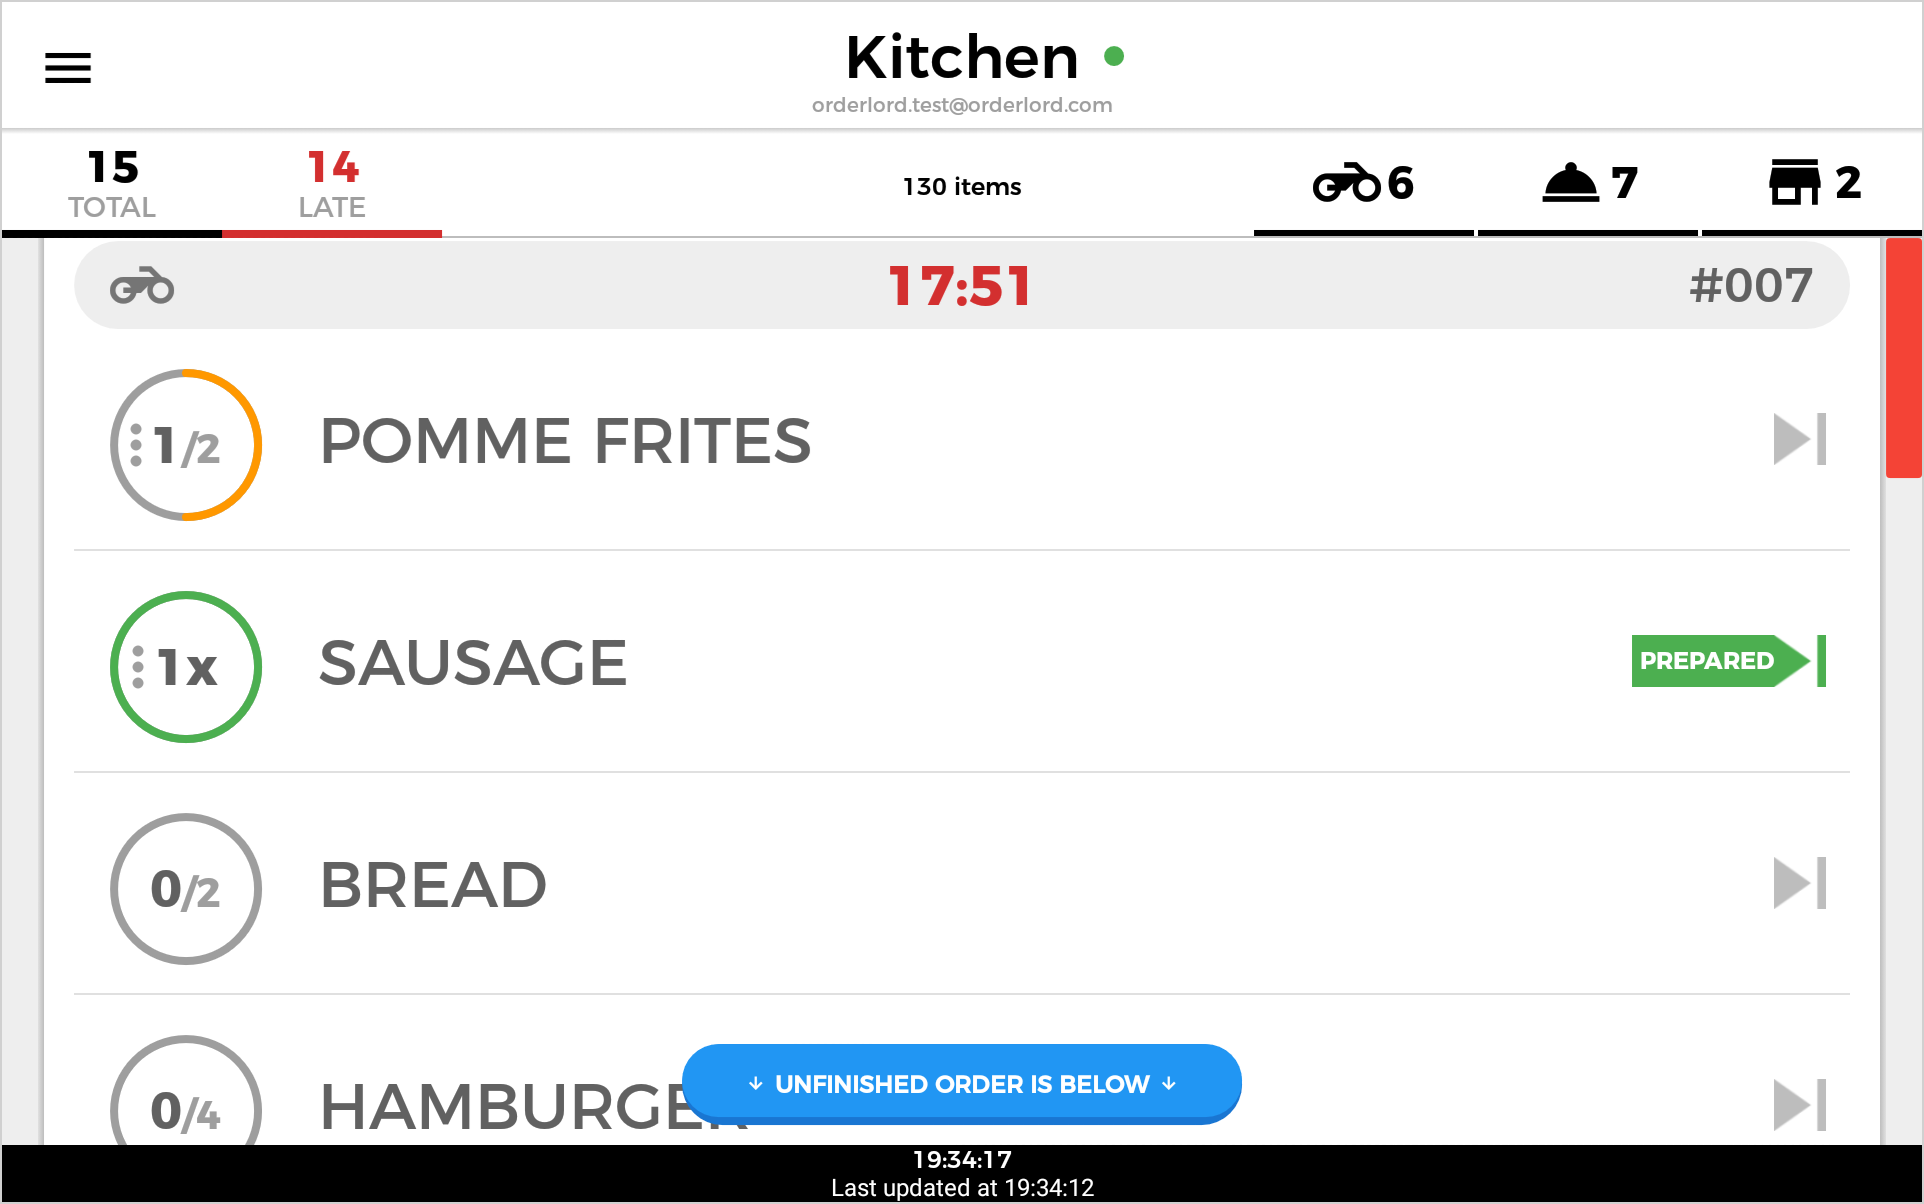 Kitchen
orderlord.test@orderlord.com
15
TOTAL
14
LATE
130 items
6
7
2
17:51
#007
1/2
POMME FRITES
1x
SAUSAGE
PREPARED
0/2
BREAD
0/4
HAMBURGER
↓ UNFINISHED ORDER IS BELOW ↓
19:34:17
Last updated at 19:34:12